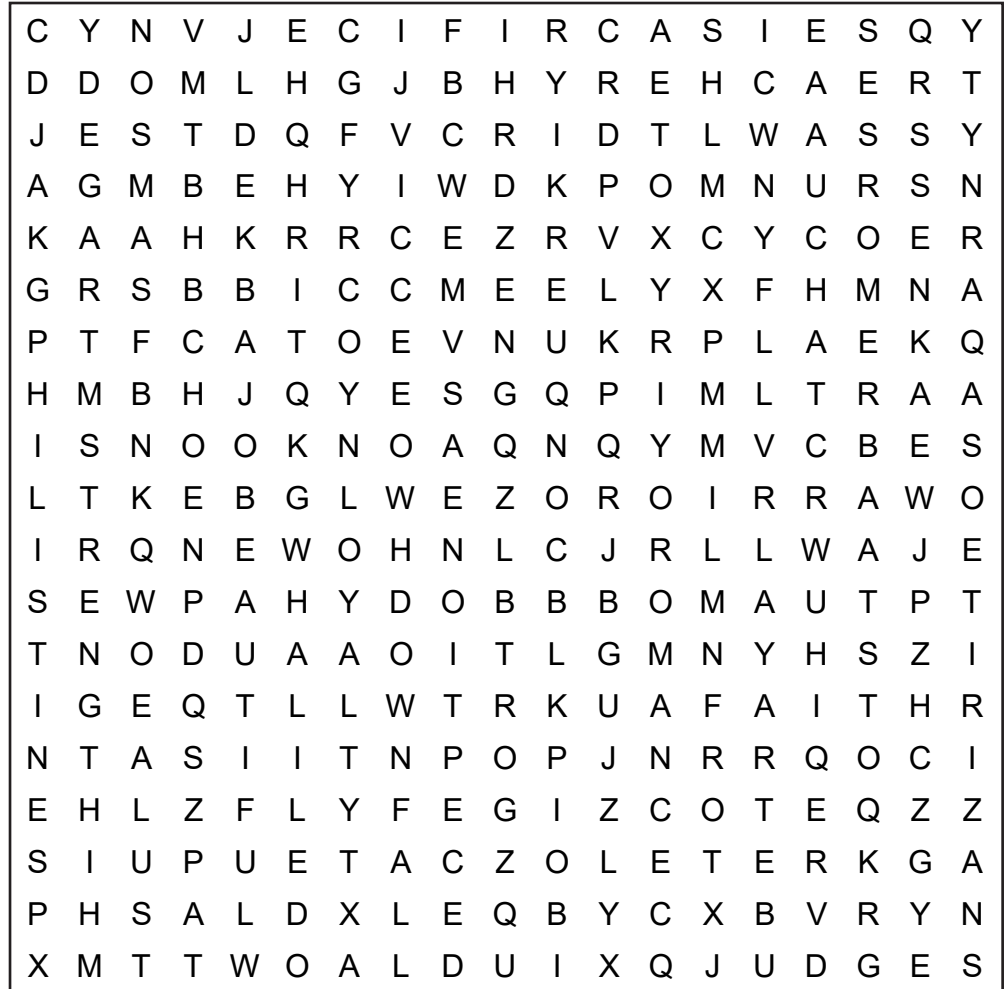 C Y N V J E C I F I R C A S I E S Q Y
D D O M L H G J B H Y R E H C A E R T
J E S T D Q F V C R I D T L W A S S Y
A G M B E H Y I W D K P O M N U R S N
K A A H K R R C E Z R V X C Y C O E R
G R S B B I C C M E E L Y X F H M N A
P T F C A T O E V N U K R P L A E K Q
H M B H J Q Y E S G Q P I M L T R A A
I S N O O K N O A Q N Q Y M V C B E S
L T K E B G L W E Z O R O I R R A W O
I R Q N E W O H N L C J R L L W A J E
S E W P A H Y D O B B B O M A U T P T
T N O D U A A O I T L G M N Y H S Z I
I G E Q T L L W T R K U A F A I T H R
N T A S I I T N P O P J N R R Q O C I
E H L Z F L Y F E G I Z C O T E Q Z Z
S I U P U E T A C Z O L E T E R K G A
P H S A L D X L E Q B Y C X B V R Y N
X M T T W O A L D U I X Q J U D G E S